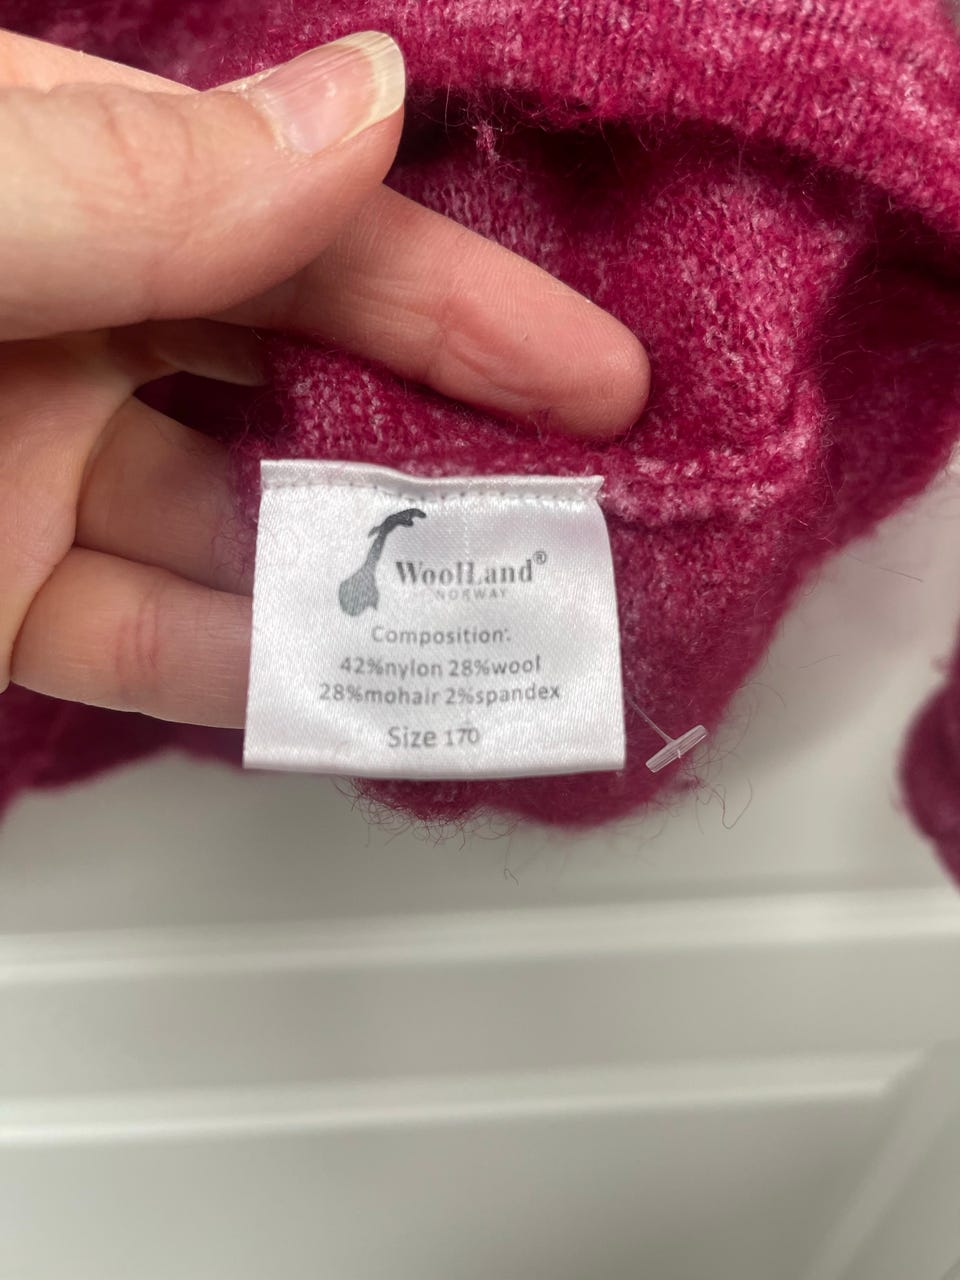 WoolLand®
NORWAY
Composition:
42%nylon 28%wool
28%mohair 2%spandex
Size 170